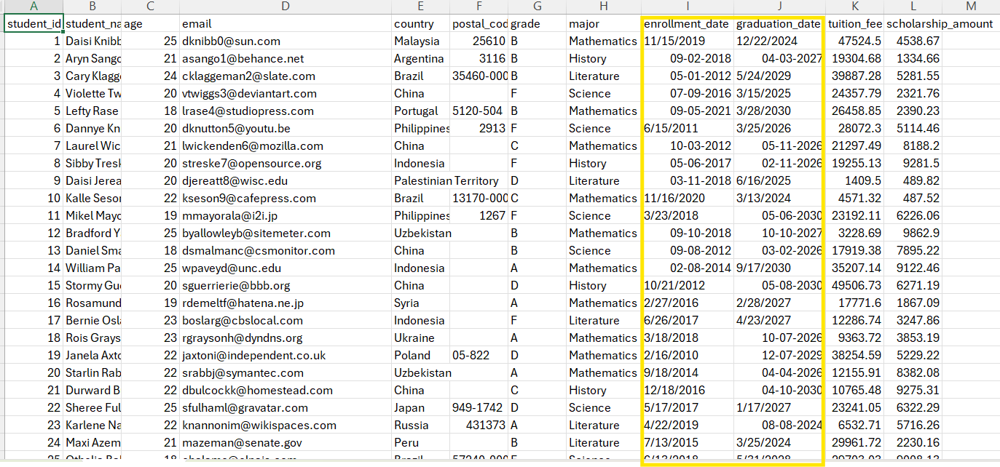 A B C D E F G H I J K L M
student_id student_na age email country postal_cod grade major enrollment_date graduation_date tuition_fee scholarship_amount
1 Daisi Knibb 25 dknibb0@sun.com Malaysia 25610 B Mathematics 11/15/2019 12/22/2024 47524.5 4538.67
2 Aryn Sango 21 asango1@behance.net Argentina 3116 B History 09-02-2018 04-03-2027 19304.68 1334.66
3 Cary Klagge 24 cklaggeman2@slate.com Brazil 35460-000 B Literature 05-01-2012 5/24/2029 39887.28 5281.55
4 Violette Tw 20 vtwiggs3@deviantart.com China F Science 07-09-2016 3/15/2025 24357.79 2321.76
5 Lefty Rase 18 lrase4@studiopress.com Portugal 5120-504 B Mathematics 09-05-2021 3/28/2030 26458.85 2390.23
6 Dannye Kn 20 dknutton5@youtu.be Philippines 2913 F Science 6/15/2011 3/25/2026 28072.3 5114.46
7 Laurel Wic 21 lwickenden6@mozilla.com China C Mathematics 10-03-2012 05-11-2026 21297.49 8188.2
8 Sibby Tresk 20 streske7@opensource.org Indonesia F History 05-06-2017 02-11-2026 19255.13 9281.5
9 Daisi Jerea 20 djereatt8@wisc.edu Palestinian Territory D Literature 03-11-2018 6/16/2025 1409.5 489.82
10 Kalle Seson 22 kseson9@cafepress.com Brazil 13170-000 C Mathematics 11/16/2020 3/13/2024 4571.32 487.52
11 Mikel Mayo 19 mmayorala@i2i.jp Philippines 1267 F Science 3/23/2018 05-06-2030 23192.11 6226.06
12 Bradford Y 25 byallowleyb@sitemeter.com Uzbekistan B Mathematics 09-10-2018 10-10-2027 3228.69 9862.9
13 Daniel Sma 18 dsmalmanc@csmonitor.com China B Science 09-08-2012 03-02-2026 17919.38 7895.22
14 William Pa 25 wpaveyd@unc.edu Indonesia A Mathematics 02-08-2014 9/17/2030 35207.14 9122.46
15 Stormy Gue 20 sguerrierie@bbb.org China D History 10/21/2012 05-08-2030 49506.73 6271.19
16 Rosamund 19 rdemeltf@hatena.ne.jp Syria A Mathematics 2/27/2016 2/28/2027 17771.6 1867.09
17 Bernie Osla 23 boslarg@cbslocal.com Indonesia F Literature 6/26/2017 4/23/2027 12286.74 3247.86
18 Rois Grays 23 rgraysonh@dyndns.org Ukraine A Mathematics 3/18/2018 10-07-2026 9363.72 3853.19
19 Janela Axto 22 jaxtoni@independent.co.uk Poland 05-822 D Mathematics 2/16/2010 12-07-2029 38254.59 5229.22
20 Starlin Rab 22 srabbj@symantec.com Uzbekistan A Mathematics 9/18/2014 04-04-2026 12155.91 8382.08
21 Durward B 22 dbulcockk@homestead.com China C History 12/18/2016 04-10-2030 10765.48 9275.31
22 Sheree Ful 25 sfulhaml@gravatar.com Japan 949-1742 D Science 5/17/2017 1/17/2027 23241.05 6322.29
23 Karlene Na 22 knannonim@wikispaces.com Russia 431373 A Literature 4/22/2019 08-08-2024 6532.71 5716.26
24 Maxi Azem 21 mazeman@senate.gov Peru B Literature 7/13/2015 3/25/2024 29961.72 2230.16